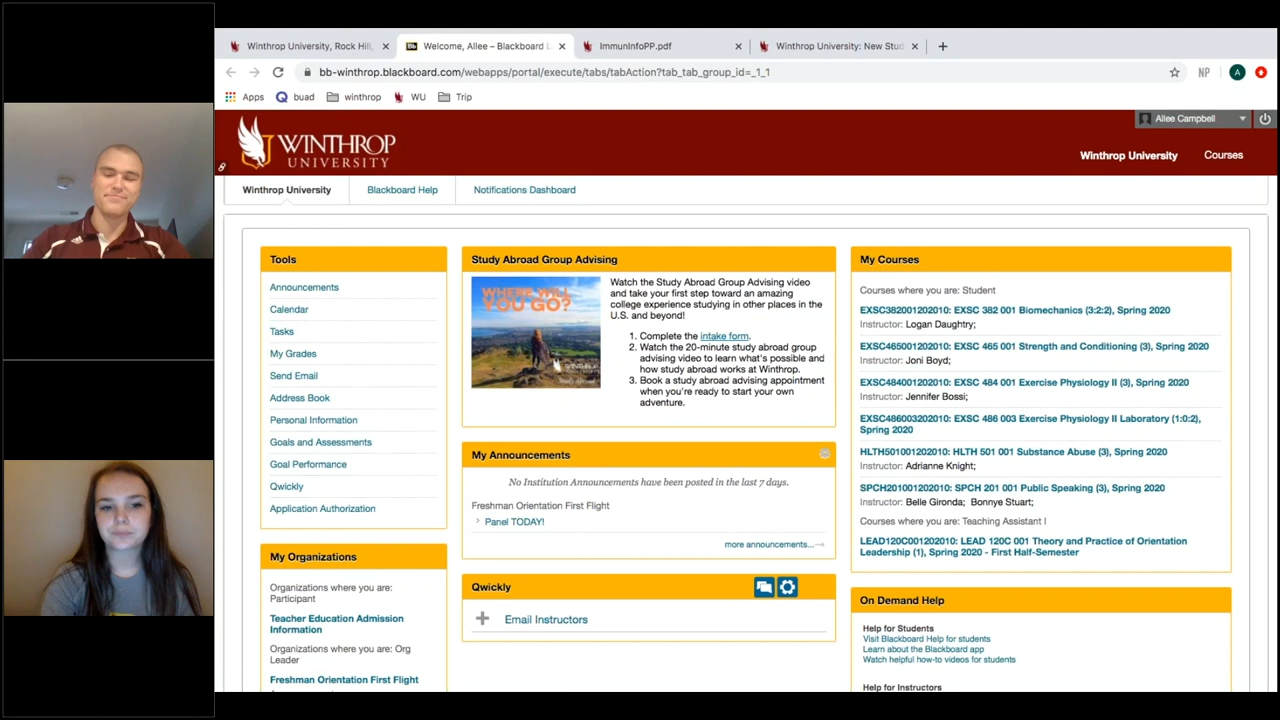 Winthrop University, Rock Hill,
Welcome, Allee – Blackboard L
ImmunInfoPP.pdf
Winthrop University: New Stud
bb-winthrop.blackboard.com/webapps/portal/execute/tabs/tabAction?tab_tab_group_id=_1_1
NP
A
Apps
buad
winthrop
WU
Trip
WINTHROP
UNIVERSITY
Allee Campbell
Winthrop University
Courses
Winthrop University
Blackboard Help
Notifications Dashboard
Tools
Announcements
Calendar
Tasks
My Grades
Send Email
Address Book
Personal Information
Goals and Assessments
Goal Performance
Qwickly
Application Authorization
My Organizations
Organizations where you are:
Participant
Teacher Education Admission
Information
Organizations where you are: Org
Leader
Freshman Orientation First Flight
Study Abroad Group Advising
WHERE WILL
YOU GO?
WINTHROP
Study Abroad
Watch the Study Abroad Group Advising video
and take your first step toward an amazing
college experience studying in other places in the
U.S. and beyond!
1. Complete the intake form.
2. Watch the 20-minute study abroad group
advising video to learn what's possible and
how study abroad works at Winthrop.
3. Book a study abroad advising appointment
when you're ready to start your own
adventure.
My Announcements
No Institution Announcements have been posted in the last 7 days.
Freshman Orientation First Flight
Panel TODAY!
more announcements...
Qwickly
Email Instructors
My Courses
Courses where you are: Student
EXSC382001202010: EXSC 382 001 Biomechanics (3:2:2), Spring 2020
Instructor: Logan Daughtry;
EXSC465001202010: EXSC 465 001 Strength and Conditioning (3), Spring 2020
Instructor: Joni Boyd;
EXSC484001202010: EXSC 484 001 Exercise Physiology II (3), Spring 2020
Instructor: Jennifer Bossi;
EXSC486003202010: EXSC 486 003 Exercise Physiology II Laboratory (1:0:2),
Spring 2020
HLTH501001202010: HLTH 501 001 Substance Abuse (3), Spring 2020
Instructor: Adrianne Knight;
SPCH201001202010: SPCH 201 001 Public Speaking (3), Spring 2020
Instructor: Belle Gironda; Bonnye Stuart;
Courses where you are: Teaching Assistant I
LEAD120C001202010: LEAD 120C 001 Theory and Practice of Orientation
Leadership (1), Spring 2020 - First Half-Semester
On Demand Help
Help for Students
Visit Blackboard Help for students
Learn about the Blackboard app
Watch helpful how-to videos for students
Help for Instructors